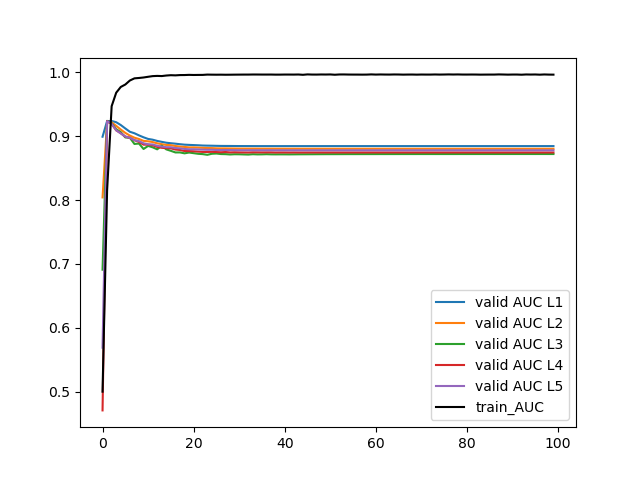 1.0
0.9
0.8
0.7
0.6
0.5
0
20
40
60
80
100
valid AUC L1
valid AUC L2
valid AUC L3
valid AUC L4
valid AUC L5
train_AUC